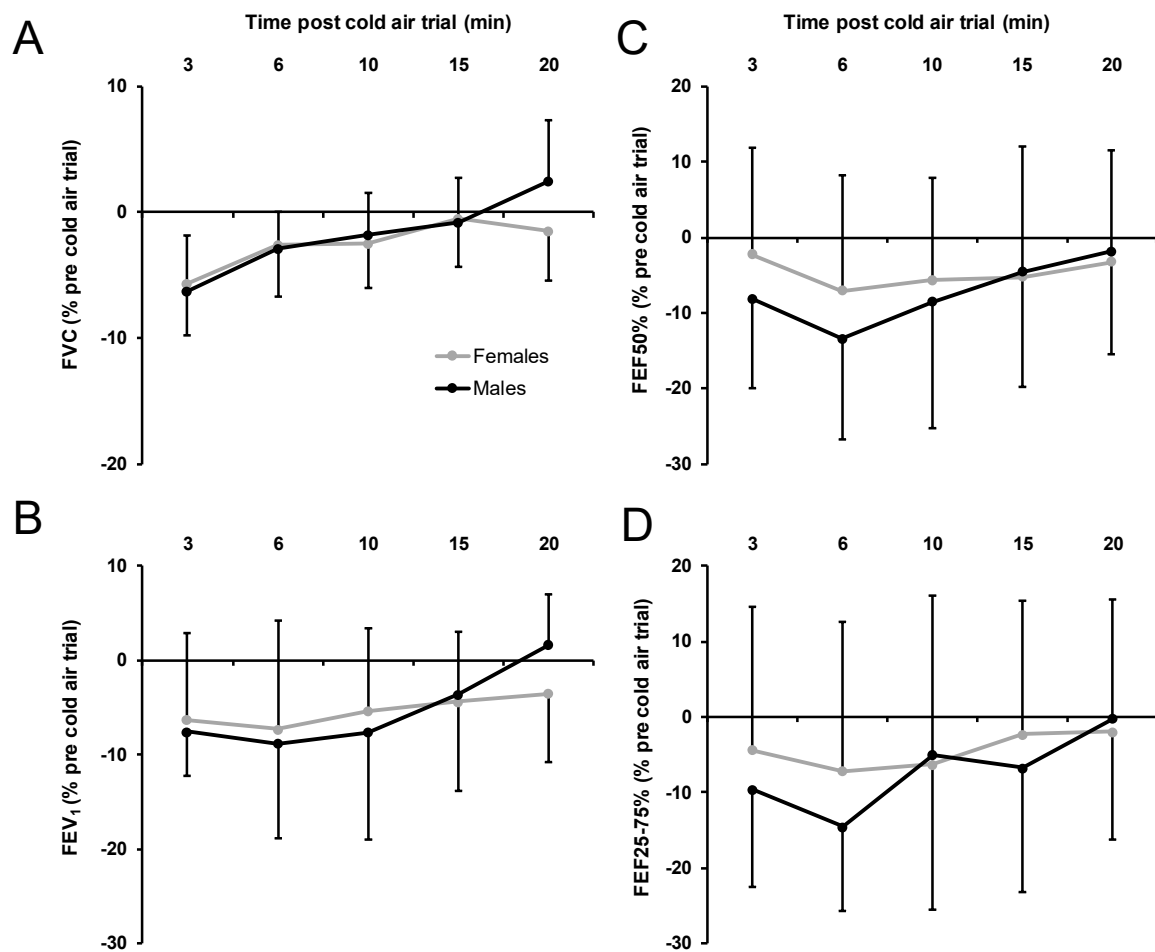 A
Time post cold air trial (min)
3 6 10 15 20
10
0
-10
-20
FVC (% pre cold air trial)
Females
Males
B
3 6 10 15 20
10
0
-10
-20
-30
FEV₁ (% pre cold air trial)
C
Time post cold air trial (min)
3 6 10 15 20
20
10
0
-10
-20
-30
FEF50% (% pre cold air trial)
D
3 6 10 15 20
20
10
0
-10
-20
-30
FEF25-75% (% pre cold air trial)